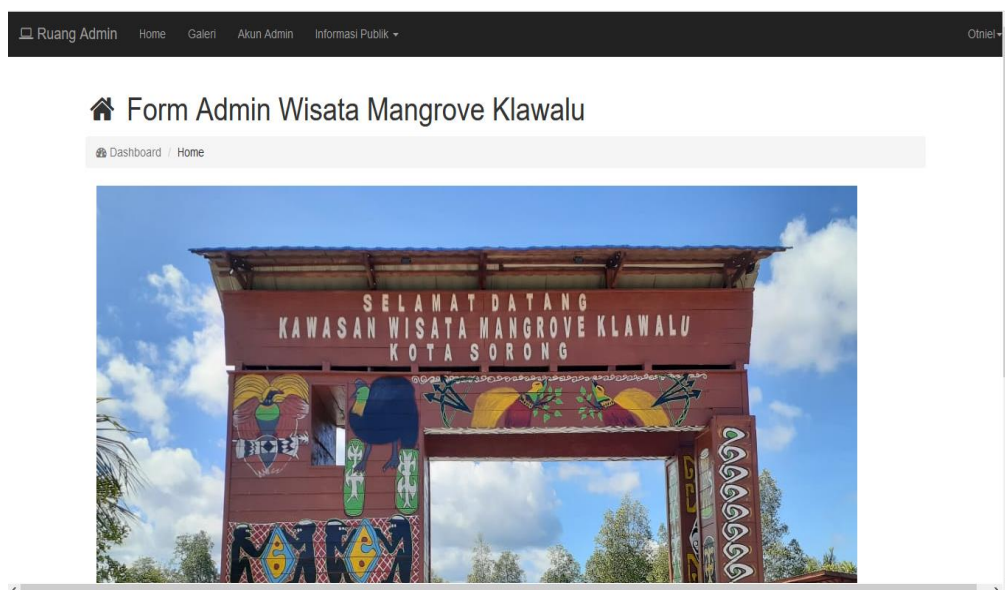 Ruang Admin Home Galeri Akun Admin Informasi Publik Otniel
Form Admin Wisata Mangrove Klawalu
Dashboard / Home
SELAMAT DATANG
KAWASAN WISATA MANGROVE KLAWALU
KOTA SORONG